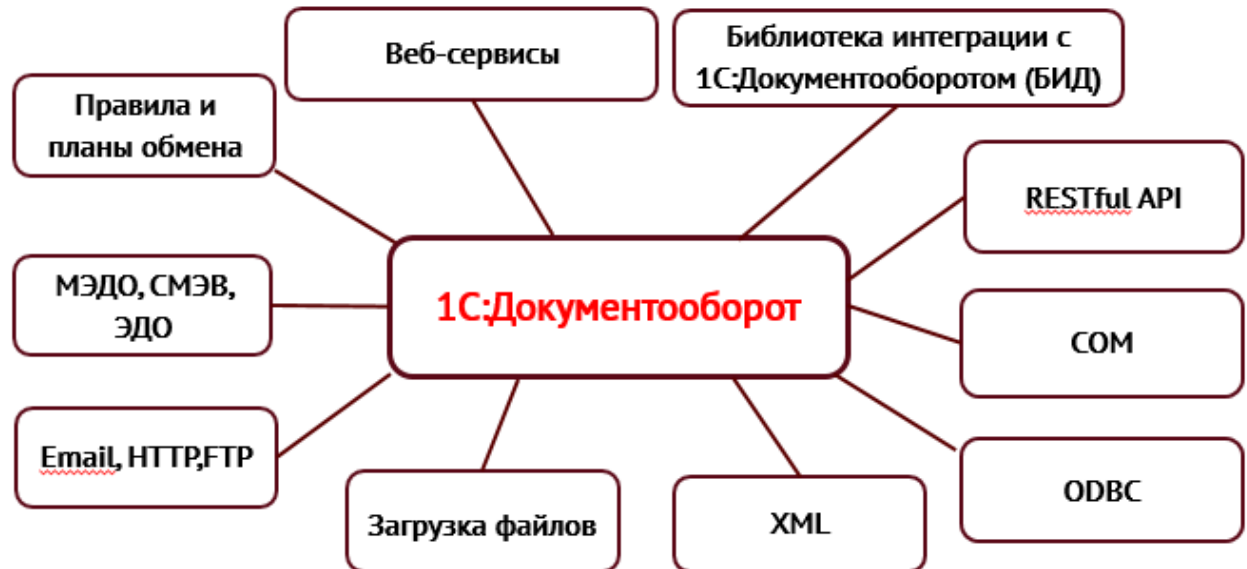 Веб-сервисы
Библиотека интеграции с
1С:Документооборотом (БИД)
Правила и
планы обмена
RESTful API
МЭДО, СМЭВ,
ЭДО
1С:Документооборот
COM
Email, HTTP,FTP
ODBC
Загрузка файлов
XML